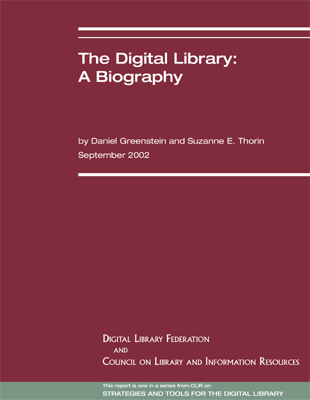 The Digital Library:
A Biography
by Daniel Greenstein and Suzanne E. Thorin
September 2002
Digital Library Federation
and
Council on Library and Information Resources
This report is one in a series from CLIR on
STRATEGIES AND TOOLS FOR THE DIGITAL LIBRARY